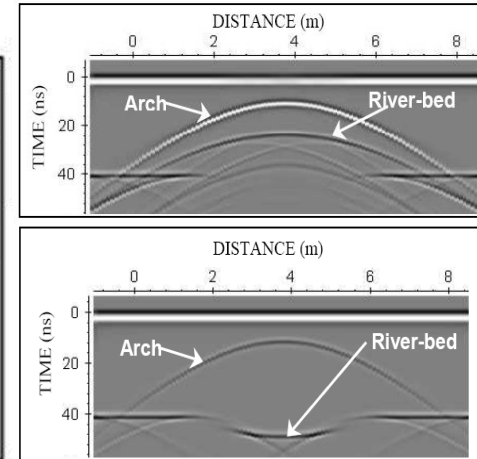 DISTANCE (m)
0 2 4 6 8
TIME (ns)
0
20
40
Arch
River-bed
DISTANCE (m)
0 2 4 6 8
TIME (ns)
0
20
40
Arch
River-bed